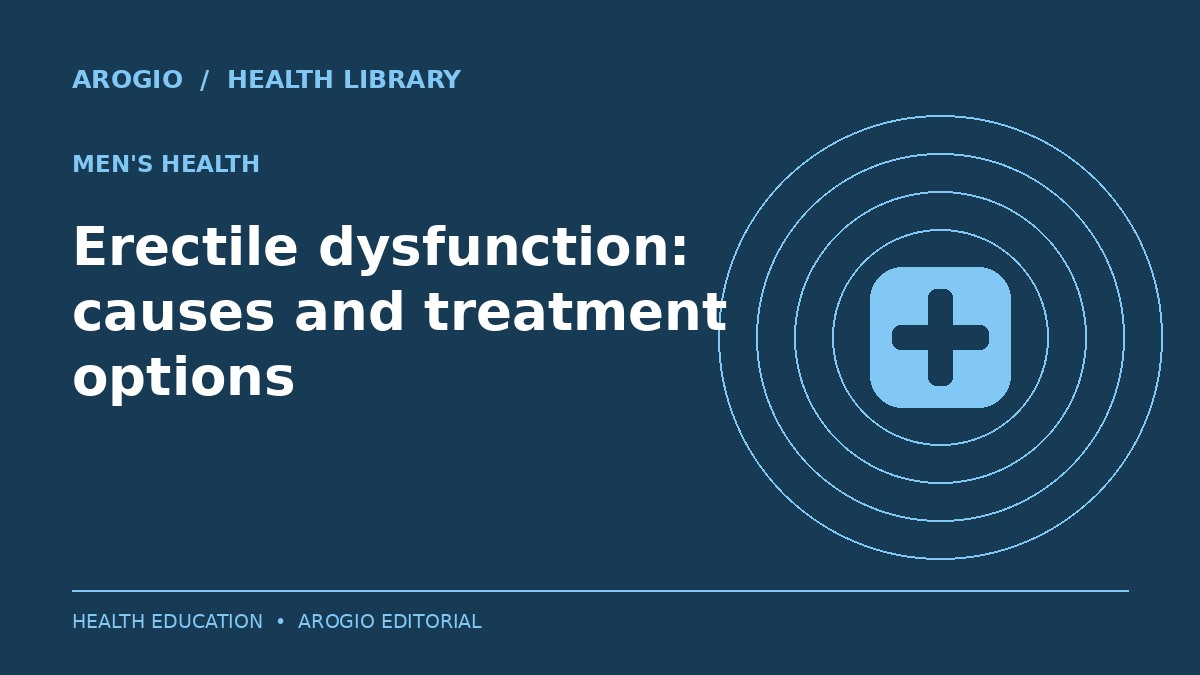 AROGIO / HEALTH LIBRARY
MEN'S HEALTH
Erectile dysfunction:
causes and treatment
options
HEALTH EDUCATION • AROGIO EDITORIAL